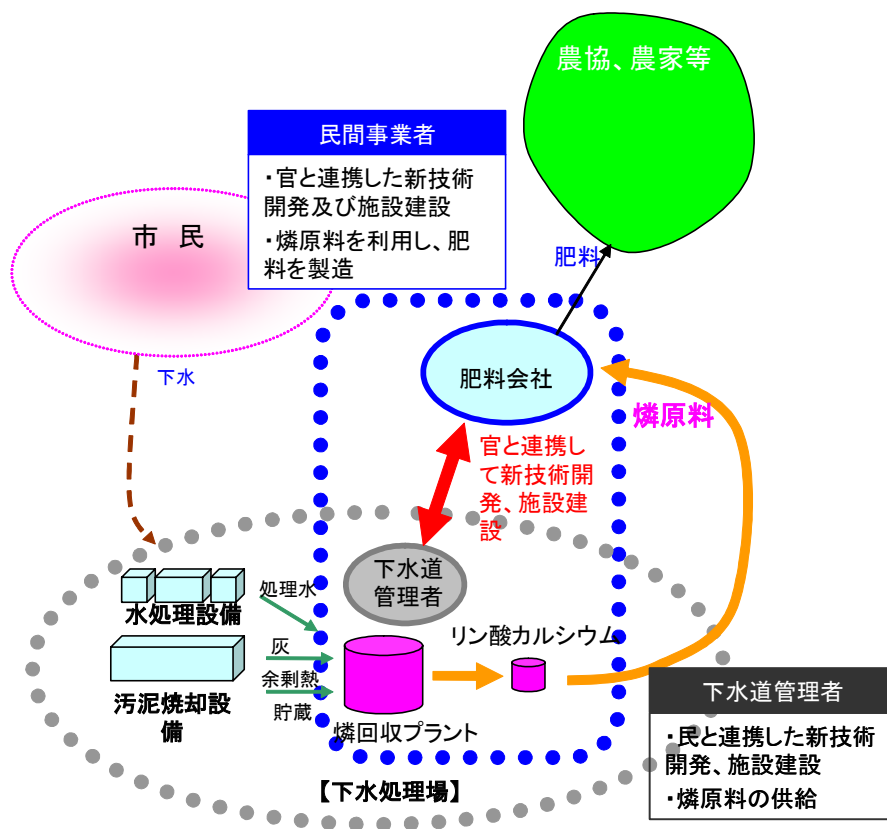 農協、農家等
民間事業者
・官と連携した新技術
開発及び施設建設
・燐原料を利用し、肥
料を製造
市 民
肥料
下水
肥料会社
燐原料
官と連携し
て新技術開
発、施設建
設
下水道
管理者
処理水
水処理設備
灰
余剰熱
貯蔵
汚泥焼却設
備
リン酸カルシウム
燐回収プラント
【下水処理場】
下水道管理者
・民と連携した新技術
開発、施設建設
・燐原料の供給